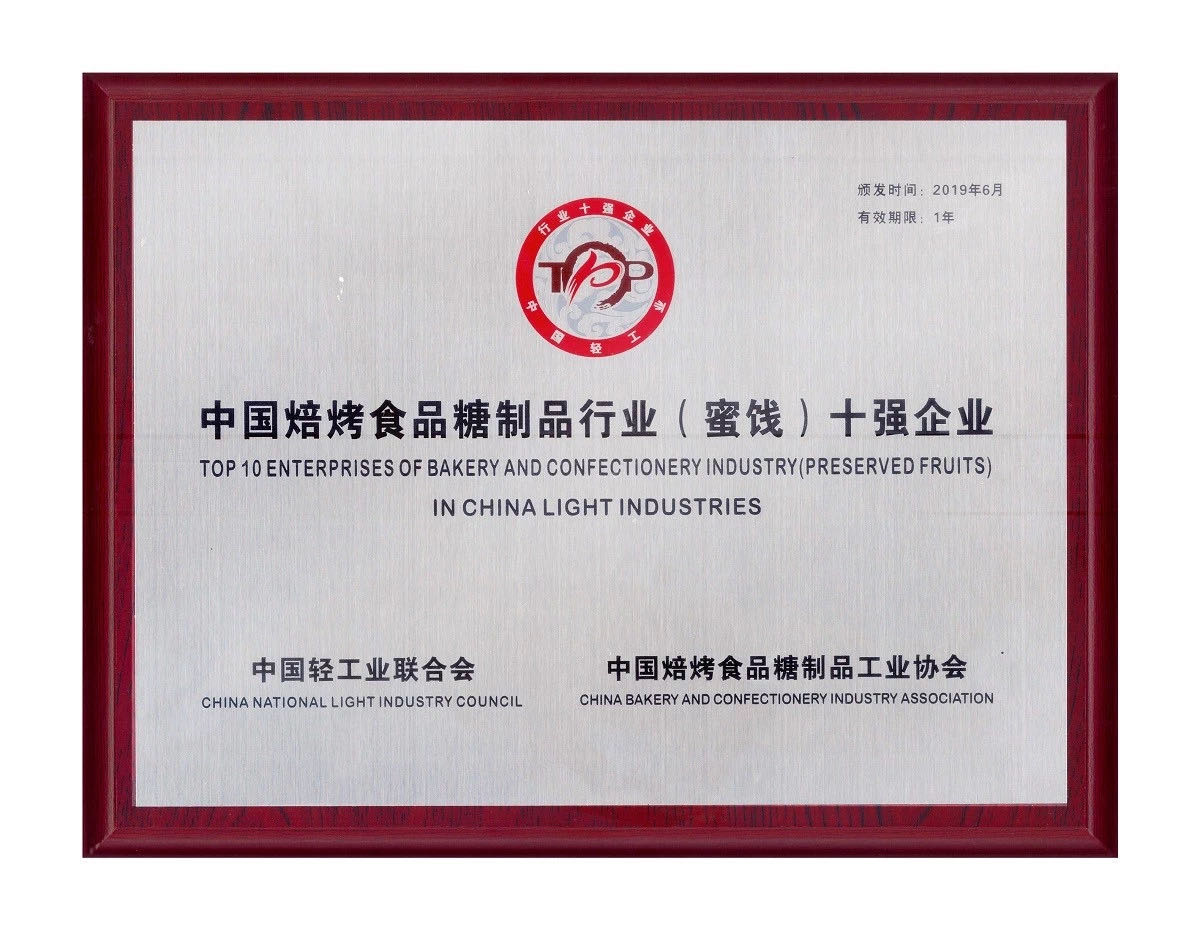 颁发时间：2019年6月
有效期限：1年
行业十强企业
TOP
中国轻工业
中国焙烤食品糖制品行业（蜜饯）十强企业
TOP 10 ENTERPRISES OF BAKERY AND CONFECTIONERY INDUSTRY(PRESERVED FRUITS)
IN CHINA LIGHT INDUSTRIES
中国轻工业联合会
CHINA NATIONAL LIGHT INDUSTRY COUNCIL
中国焙烤食品糖制品工业协会
CHINA BAKERY AND CONFECTIONERY INDUSTRY ASSOCIATION